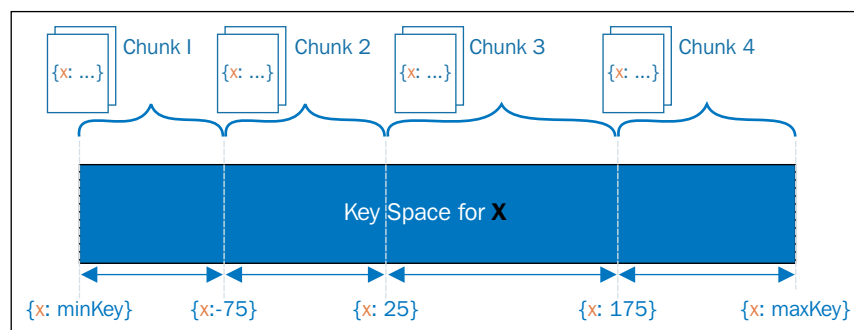 Chunk I
Chunk 2
Chunk 3
Chunk 4
{x: ...}
{x: ...}
{x: ...}
{x: ...}
Key Space for X
{x: minKey}
{x:-75}
{x: 25}
{x: 175}
{x: maxKey}